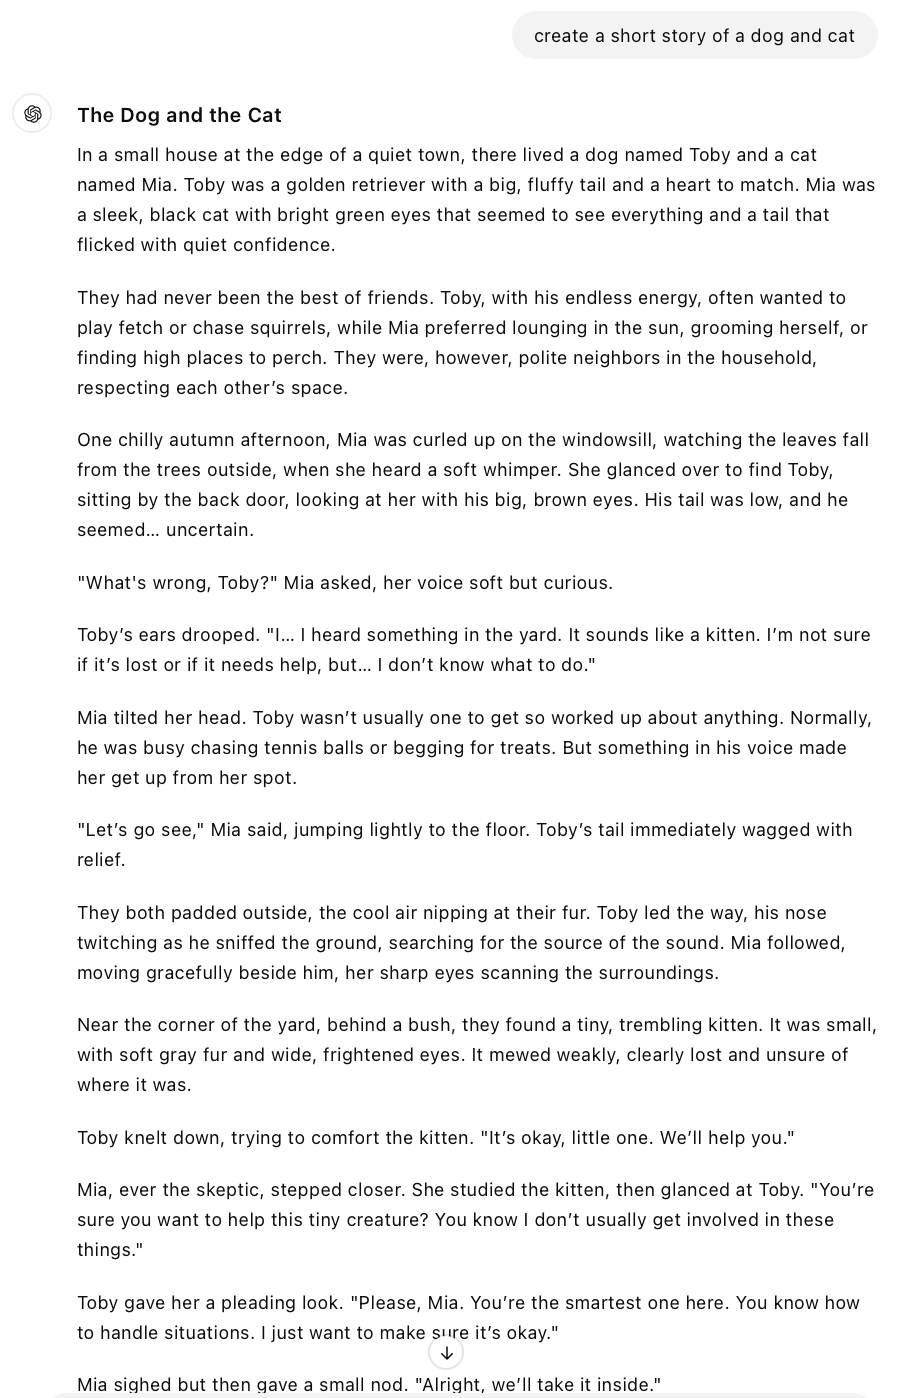 create a short story of a dog and cat
The Dog and the Cat
In a small house at the edge of a quiet town, there lived a dog named Toby and a cat
named Mia. Toby was a golden retriever with a big, fluffy tail and a heart to match. Mia was
a sleek, black cat with bright green eyes that seemed to see everything and a tail that
flicked with quiet confidence.
They had never been the best of friends. Toby, with his endless energy, often wanted to
play fetch or chase squirrels, while Mia preferred lounging in the sun, grooming herself, or
finding high places to perch. They were, however, polite neighbors in the household,
respecting each other’s space.
One chilly autumn afternoon, Mia was curled up on the windowsill, watching the leaves fall
from the trees outside, when she heard a soft whimper. She glanced over to find Toby,
sitting by the back door, looking at her with his big, brown eyes. His tail was low, and he
seemed… uncertain.
"What's wrong, Toby?" Mia asked, her voice soft but curious.
Toby’s ears drooped. "I… I heard something in the yard. It sounds like a kitten. I’m not sure
if it’s lost or if it needs help, but… I don’t know what to do."
Mia tilted her head. Toby wasn’t usually one to get so worked up about anything. Normally,
he was busy chasing tennis balls or begging for treats. But something in his voice made
her get up from her spot.
"Let’s go see," Mia said, jumping lightly to the floor. Toby’s tail immediately wagged with
relief.
They both padded outside, the cool air nipping at their fur. Toby led the way, his nose
twitching as he sniffed the ground, searching for the source of the sound. Mia followed,
moving gracefully beside him, her sharp eyes scanning the surroundings.
Near the corner of the yard, behind a bush, they found a tiny, trembling kitten. It was small,
with soft gray fur and wide, frightened eyes. It mewed weakly, clearly lost and unsure of
where it was.
Toby knelt down, trying to comfort the kitten. "It’s okay, little one. We’ll help you."
Mia, ever the skeptic, stepped closer. She studied the kitten, then glanced at Toby. "You’re
sure you want to help this tiny creature? You know I don’t usually get involved in these
things."
Toby gave her a pleading look. "Please, Mia. You’re the smartest one here. You know how
to handle situations. I just want to make sure it’s okay."
Mia sighed but then gave a small nod. "Alright, we’ll take it inside."